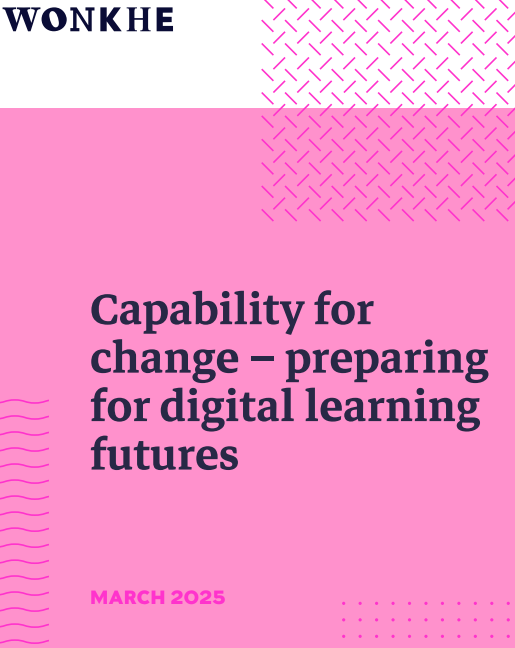 WONKHE
Capability for
change – preparing
for digital learning
futures
MARCH 2025